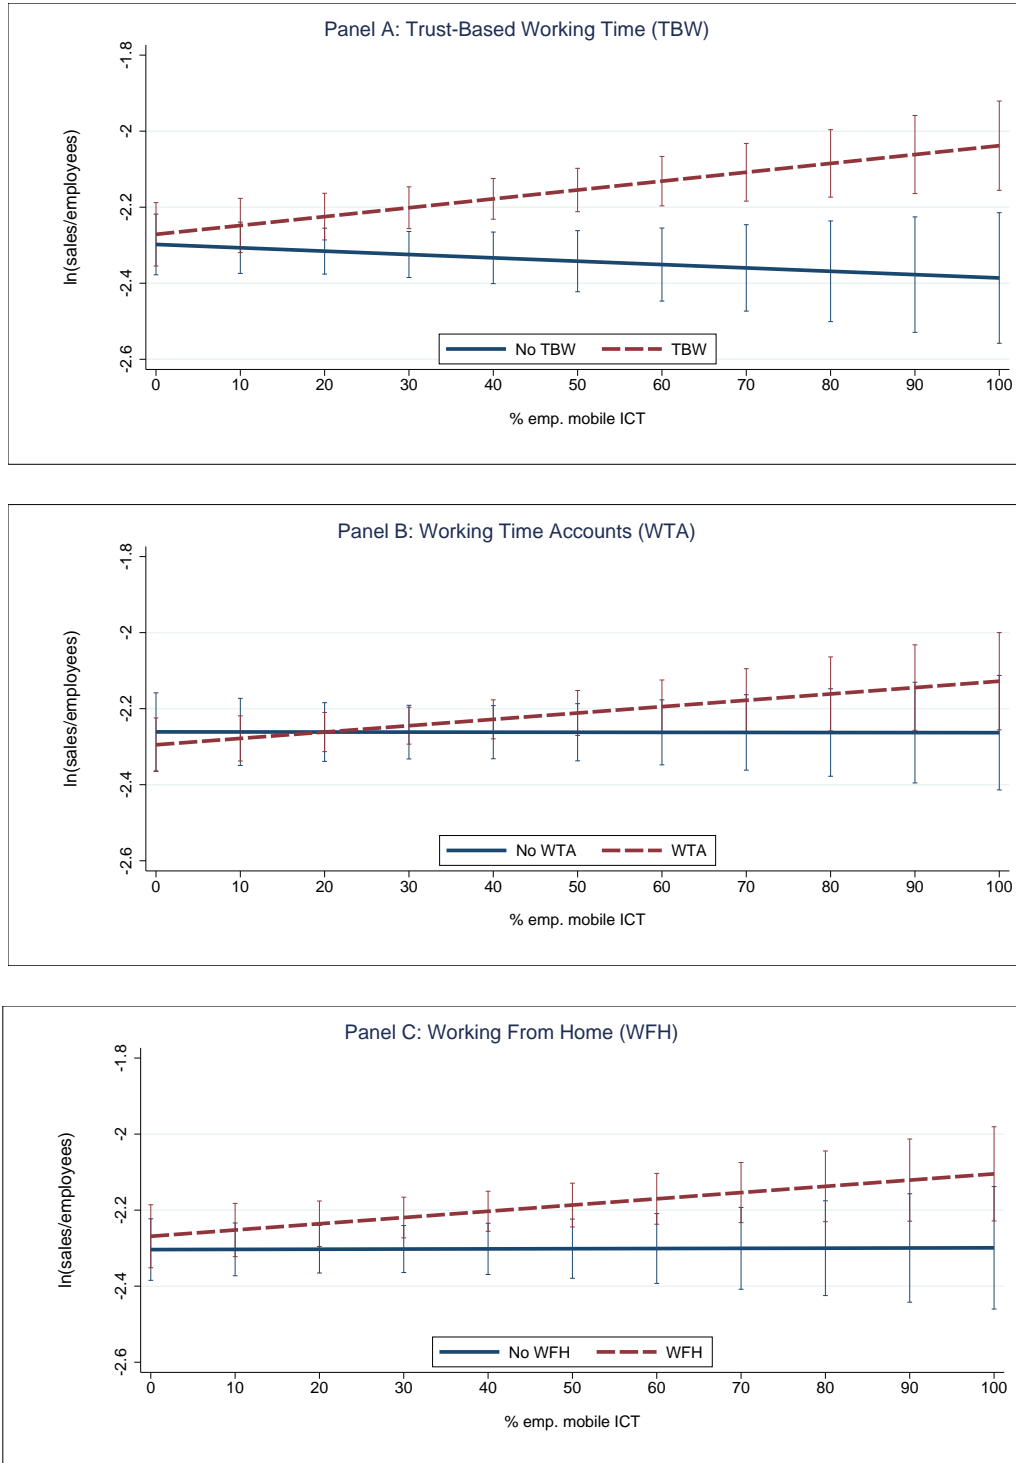 Panel A: Trust-Based Working Time (TBW)
-1.8
-2
-2.2
-2.4
-2.6
ln(sales/employees)
No TBW TBW
0 10 20 30 40 50 60 70 80 90 100
% emp. mobile ICT
Panel B: Working Time Accounts (WTA)
-1.8
-2
-2.2
-2.4
-2.6
ln(sales/employees)
No WTA WTA
0 10 20 30 40 50 60 70 80 90 100
% emp. mobile ICT
Panel C: Working From Home (WFH)
-1.8
-2
-2.2
-2.4
-2.6
ln(sales/employees)
No WFH WFH
0 10 20 30 40 50 60 70 80 90 100
% emp. mobile ICT